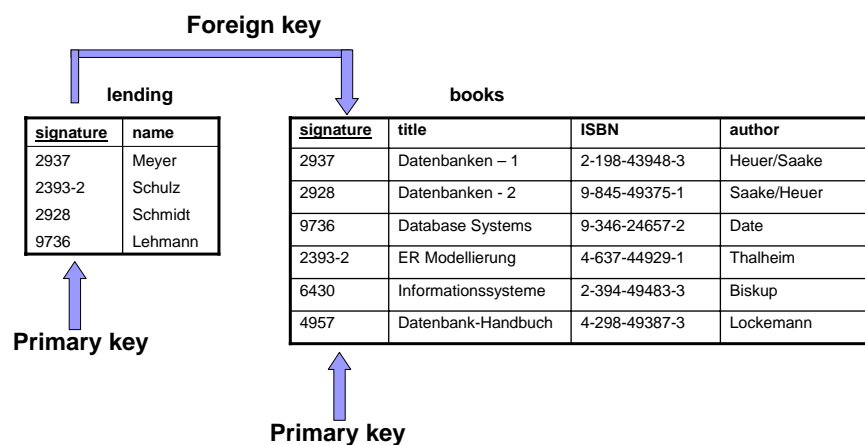 Foreign key
lending
signature name
2937 Meyer
2393-2 Schulz
2928 Schmidt
9736 Lehmann
Primary key
books
signature title ISBN author
2937 Datenbanken – 1 2-198-43948-3 Heuer/Saake
2928 Datenbanken - 2 9-845-49375-1 Saake/Heuer
9736 Database Systems 9-346-24657-2 Date
2393-2 ER Modellierung 4-637-44929-1 Thalheim
6430 Informationssysteme 2-394-49483-3 Biskup
4957 Datenbank-Handbuch 4-298-49387-3 Lockemann
Primary key